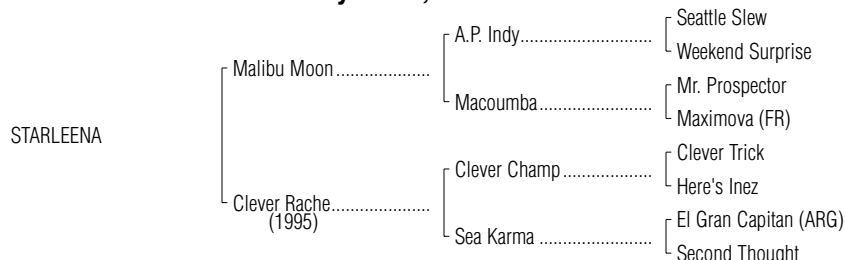 A.P. Indy
Seattle Slew
Weekend Surprise
Malibu Moon
Macoumba
Mr. Prospector
Maximova (FR)
STARLEENA
Clever Champ
Clever Trick
Here's Inez
Clever Rache
(1995)
Sea Karma
El Gran Capitan (ARG)
Second Thought